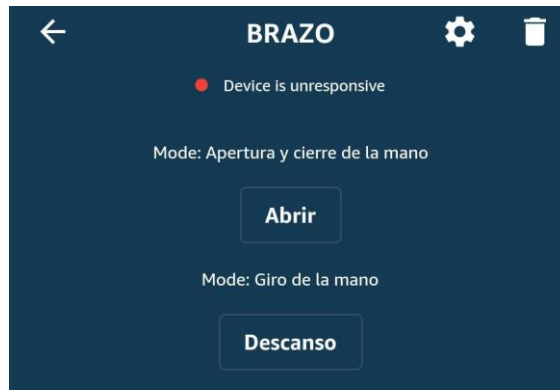 BRAZO
Device is unresponsive
Mode: Apertura y cierre de la mano
Abrir
Mode: Giro de la mano
Descanso